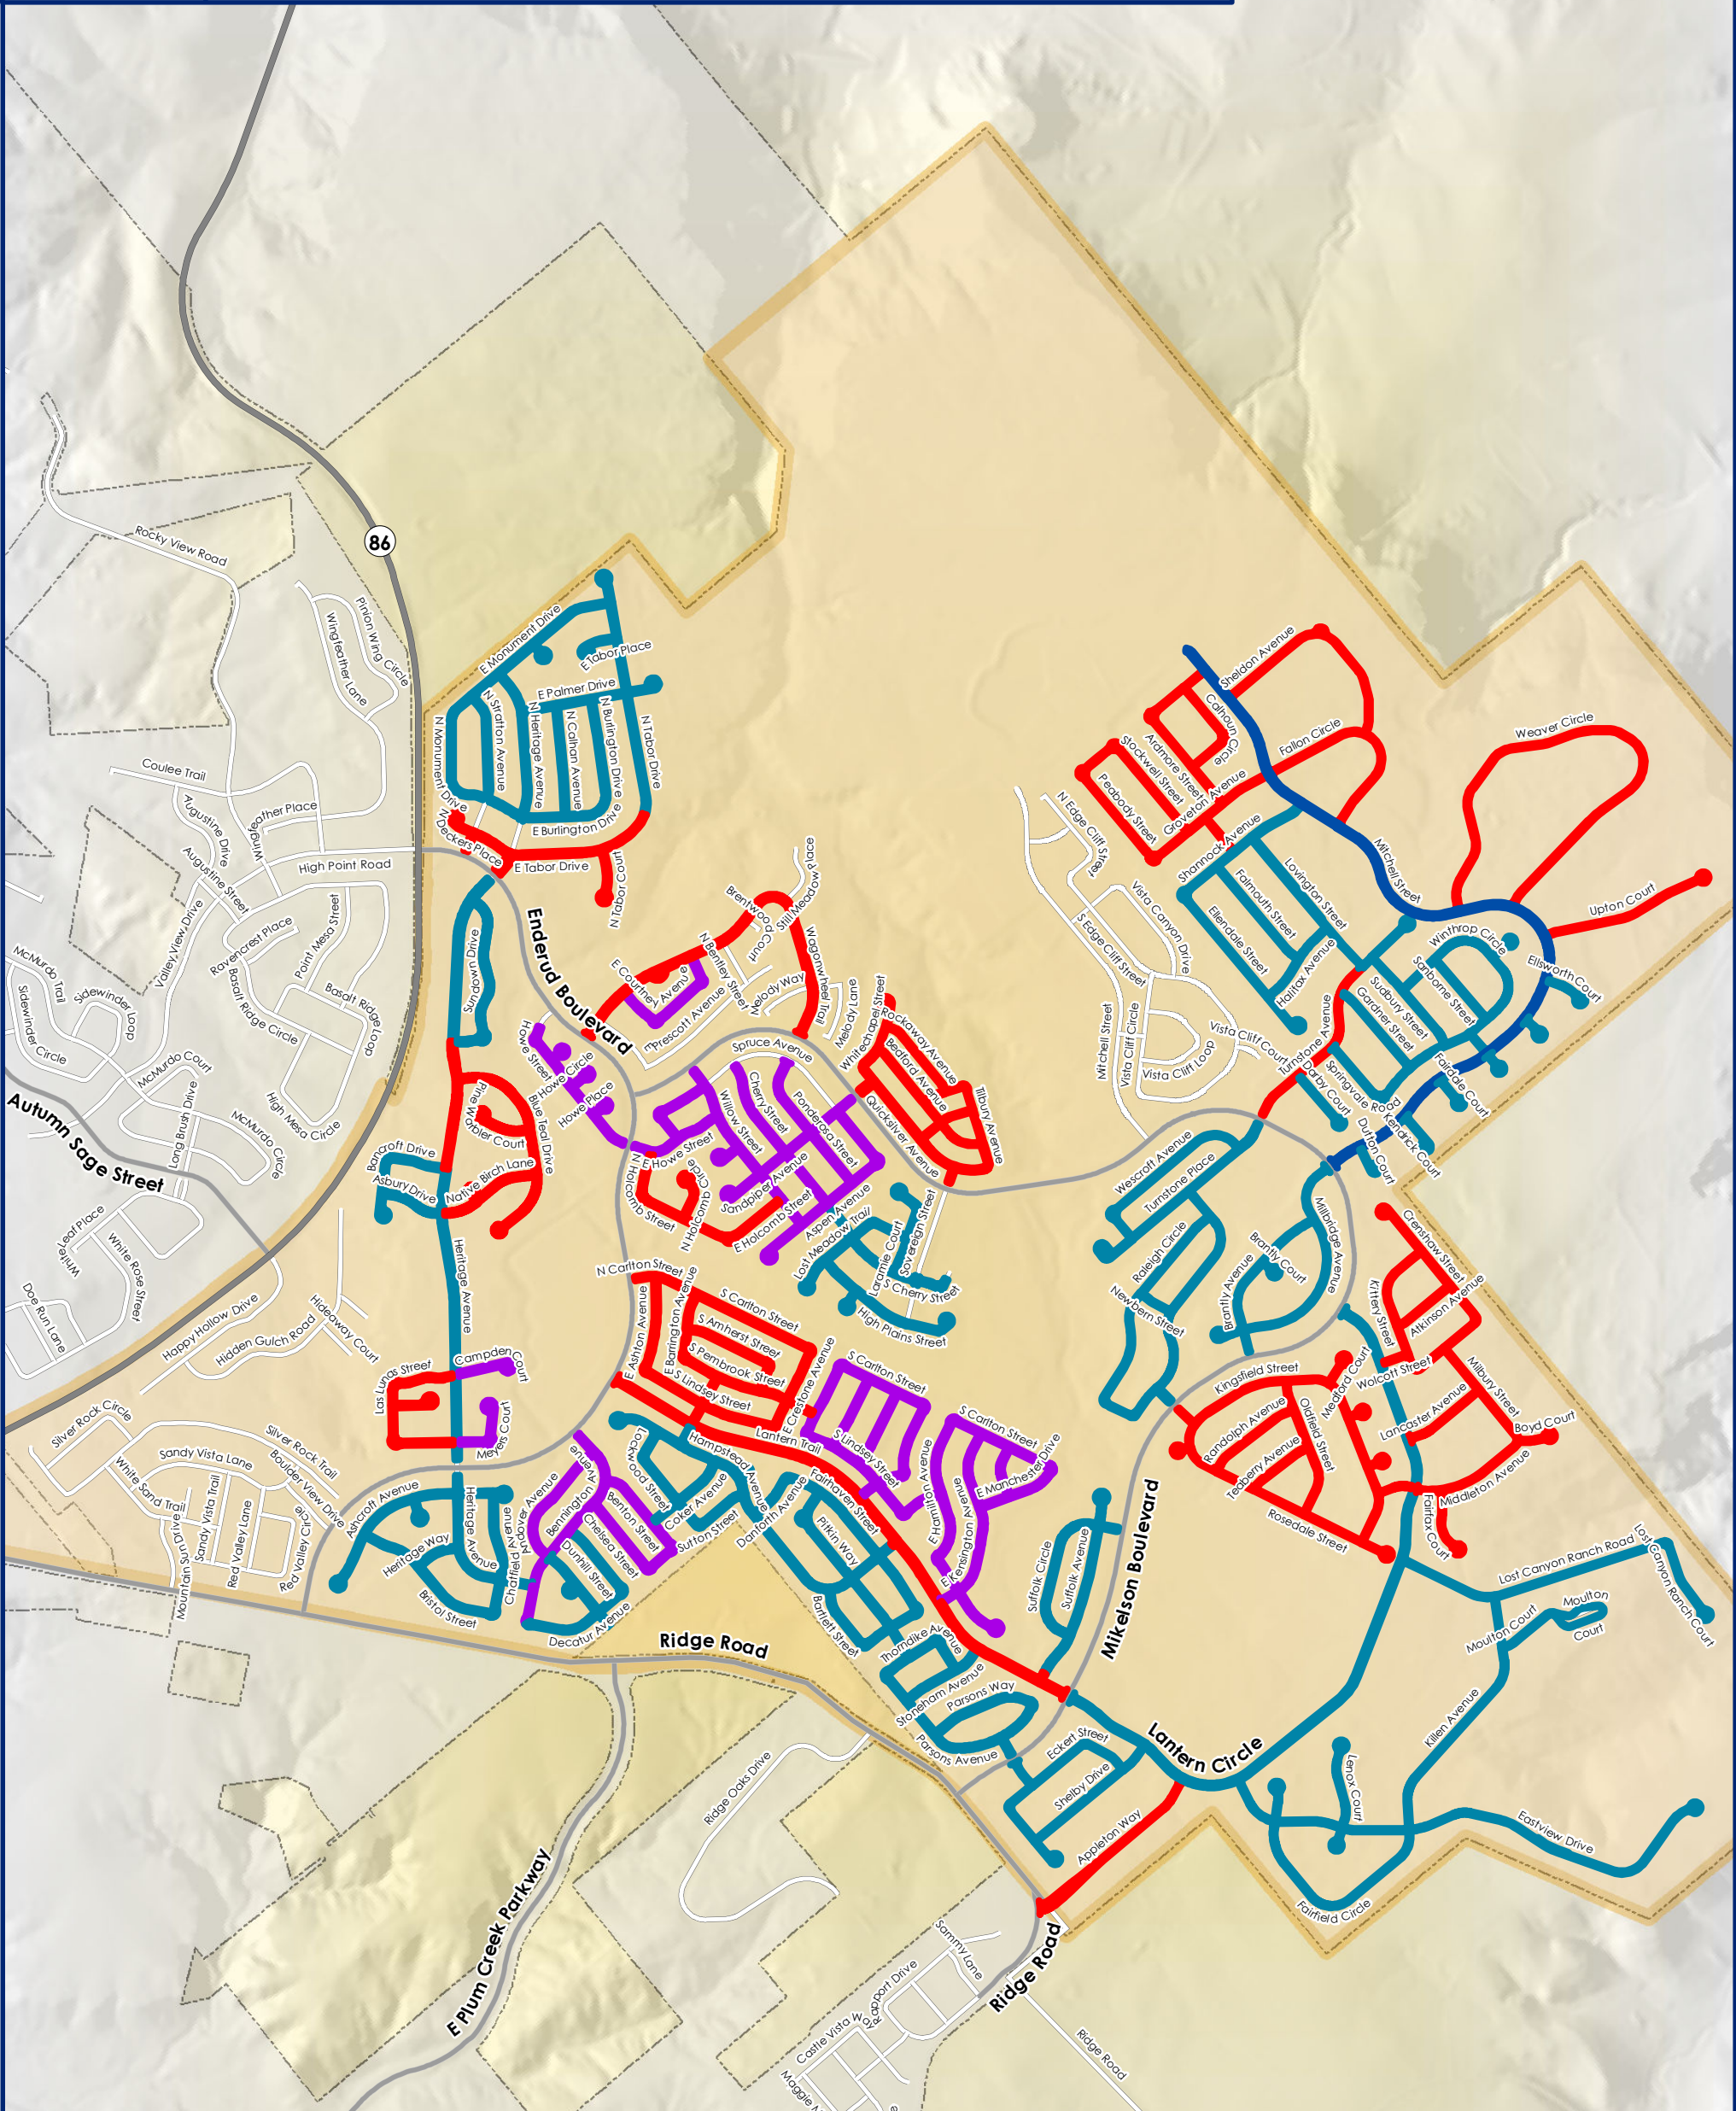 Rocky View Road
86
Pinion Wing Circle
Wingfeather Lane
E Monument Drive
E Tabor Place
E Palmer Drive
N Stratton Avenue
N Heritage Avenue
N Calhan Avenue
N Burlington Drive
N Tabor Drive
N Monument Drive
E Burlington Drive
N Deckers Place
E Tabor Drive
N Tabor Court
Sheldon Avenue
Calhoun Circle
Ardmore Street
Stockwell Street
Peabody Street
Fallon Circle
Groveton Avenue
Weaver Circle
Upton Court
Coulee Trail
Augustine Drive
Wingfeather Place
High Point Road
Augustine Street
Valley View Drive
Ravencrest Place
Point Mesa Street
Basalt Ridge Circle
Basalt Ridge Loop
High Mesa Circle
McMurdo Trail
Sidewinder Loop
Sidewinder Circle
McMurdo Court
McMurdo Circle
Long Brush Drive
Autumn Sage Street
White Leaf Place
White Rose Street
Doe Run Lane
Happy Hollow Drive
Hidden Gulch Road
Hideaway Court
Enderud Boulevard
Sundown Drive
Brentwood Court
Still Meadow Place
N Bentley Street
E Courtney Avenue
E Prescott Avenue
Melody Way
Wagonwheel Trail
Melody Lane
Spruce Avenue
Whitechapel Street
Rockaway Avenue
Bedford Avenue
Tilbury Avenue
Quicksilver Avenue
Howe Street
Howe Circle
Howe Place
E Howe Street
Pine Warbler Court
Blue Teal Drive
Native Birch Lane
Bancroft Drive
Asbury Drive
Heritage Avenue
Willow Street
Cherry Street
Ponderosa Street
Sandpiper Avenue
N Holcomb Street
N Holcomb Circle
E Holcomb Street
Aspen Avenue
Lost Meadow Trail
Laramie Court
Sovereign Street
S Cherry Street
High Plains Street
N Edge Cliff Street
S Edge Cliff Street
Vista Canyon Drive
Mitchell Street
Vista Cliff Circle
Vista Cliff Loop
Vista Cliff Court
Shannock Avenue
Mitchell Street
Lovington Street
Falmouth Street
Ellendale Street
Halifax Avenue
Winthrop Circle
Sanborne Street
Sudbury Street
Gardner Street
Ellsworth Court
Turnstone Avenue
Springvale Road
Darby Court
Fairdale Court
Kendrick Court
Dutton Court
Wescroft Avenue
Turnstone Place
Raleigh Circle
Newbern Street
Millbridge Avenue
Brantly Court
Brantly Avenue
Crenshaw Street
Kittery Street
Atkinson Avenue
Wolcott Street
Kingsfield Street
Medford Court
Milbury Street
Lancaster Avenue
Boyd Court
Randolph Avenue
Oldfield Street
Teaberry Avenue
Middleton Avenue
Rosedale Street
Fairfax Court
N Carlton Street
E Ashton Avenue
E Barrington Avenue
S Carlton Street
S Amherst Street
S Pembrook Street
S Lindsey Street
E Crestone Avenue
Lantern Trail
S Carlton Street
S Lindsey Street
S Carlton Street
E Manchester Drive
E Hamilton Avenue
E Kensington Avenue
Las Lunas Street
Campden Court
Meyers Court
Silver Rock Circle
Sandy Vista Lane
Silver Rock Trail
Boulder View Drive
White Sand Trail
Sandy Vista Trail
Red Valley Lane
Red Valley Circle
Mountain Sun Drive
Ashcroft Avenue
Heritage Way
Heritage Avenue
Bristol Street
Chatfield Avenue
Andover Avenue
Bennington Avenue
Benton Street
Chelsea Street
Dunhill Street
Decatur Avenue
Lockwood Street
Hampstead Avenue
Coker Avenue
Sutton Street
Danforth Avenue
Fairhaven Street
Pitkin Way
Bartlett Street
Thorndike Avenue
Stoneham Avenue
Parsons Way
Parsons Avenue
Suffolk Circle
Suffolk Avenue
Mikelson Boulevard
Ridge Road
Eckert Street
Shelby Drive
Appleton Way
Lantern Circle
Lost Canyon Ranch Road
Lost Canyon Ranch Court
Moulton Court
Moulton Court
Killen Avenue
Lenox Court
Eastview Drive
Fairfield Circle
Ridge Oaks Drive
E Plum Creek Parkway
Ridge Road
Sammy Lane
Rapport Drive
Castle Vista Way
Ridge Road